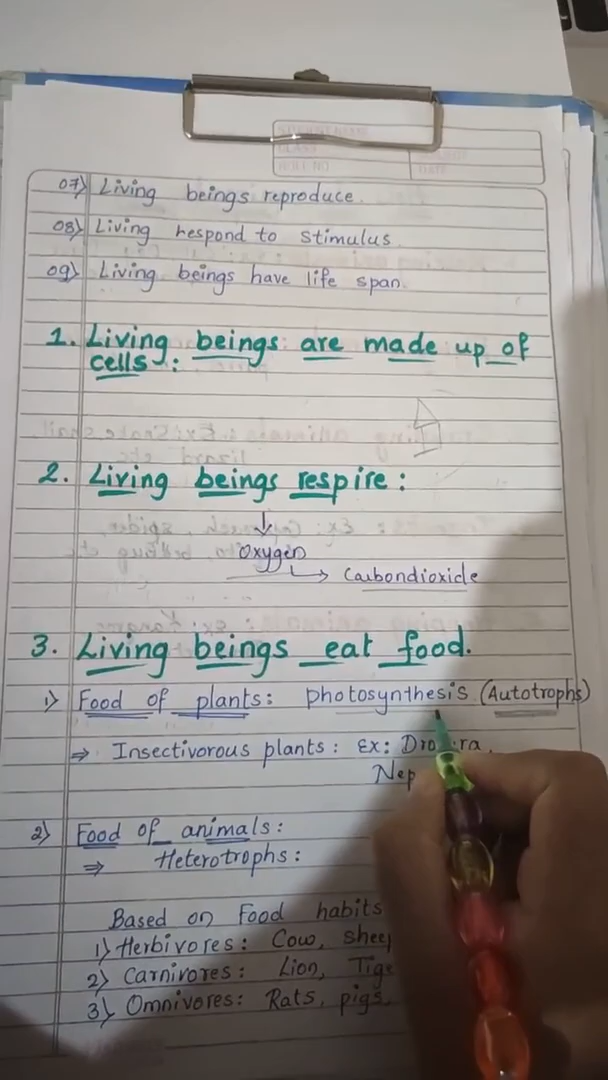 07) Living beings reproduce.
08) Living respond to stimulus.
09) Living beings have life span.
1. Living beings are made up of
cells :
2. Living beings respire :
↓
Oxygen
→ Carbondioxide
3. Living beings eat food.
1) Food of plants: photosynthesis (Autotrophs)
⇒ Insectivorous plants : Ex:
2) Food of animals:
⇒ Heterotrophs :
Based on Food habits
1) Herbivores: Cow,
2) Carnivores: Lion,
3) Omnivores: Rats, pigs,